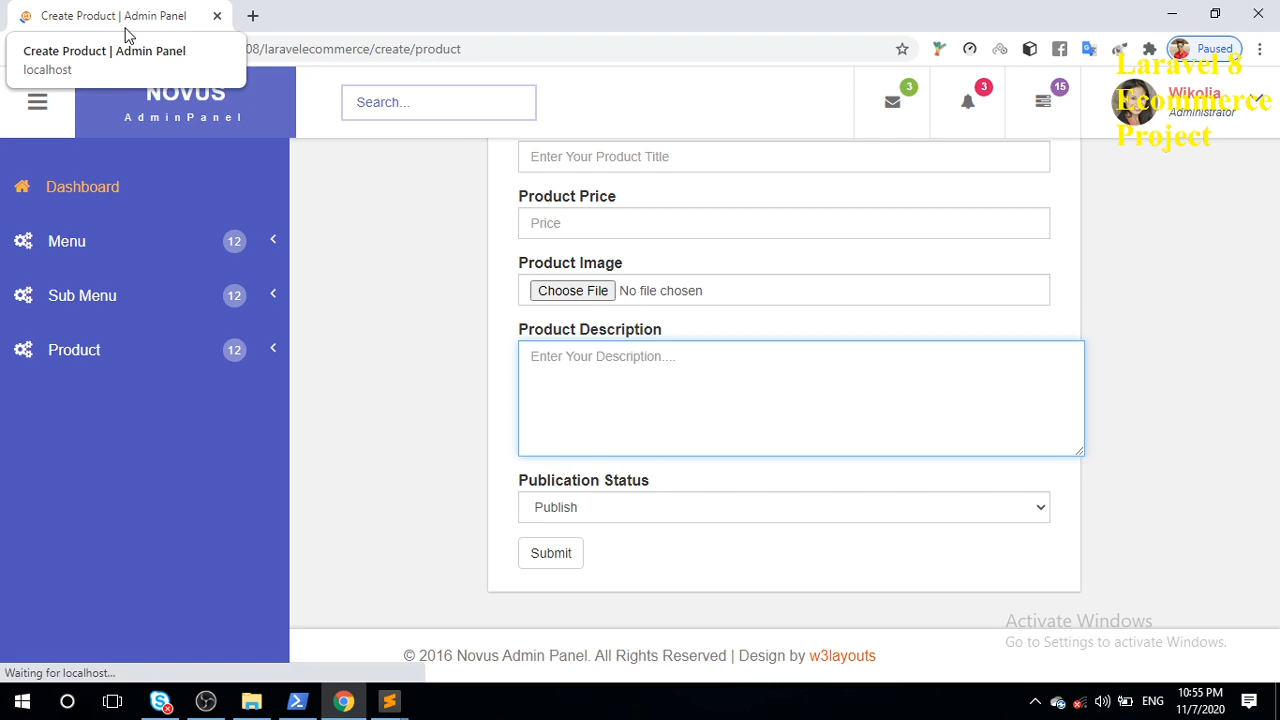 Create Product | Admin Panel
Create Product | Admin Panel
localhost
08/laravelecommerce/create/product
Paused
NOVUS
AdminPanel
Search...
3
3
15
Wikolia
Administrator
Laravel 8
Ecommerce
Project
Dashboard
Menu
12
Sub Menu
12
Product
12
Enter Your Product Title
Product Price
Price
Product Image
Choose File No file chosen
Product Description
Enter Your Description....
Publication Status
Publish
Submit
Activate Windows
Go to Settings to activate Windows.
© 2016 Novus Admin Panel. All Rights Reserved | Design by w3layouts
Waiting for localhost...
ENG
10:55 PM
11/7/2020